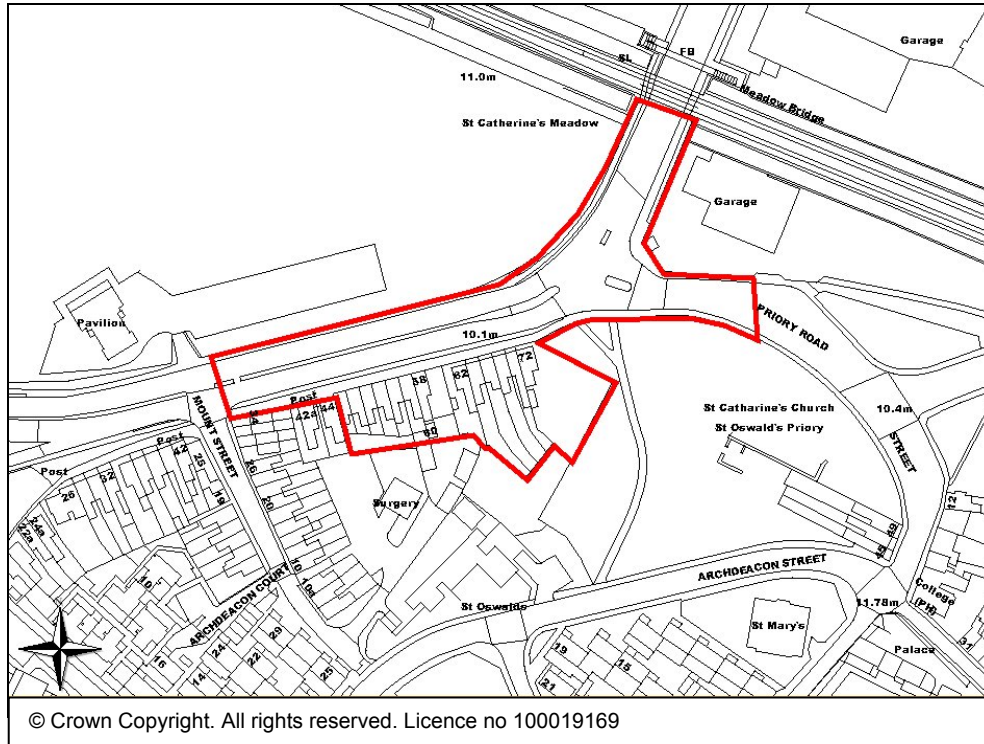 Garage
FB
SL
11.0m
Meadow Bridge
St Catherine's Meadow
Garage
Pavilion
PRIORY ROAD
10.1m
72
62
58
Post
44
42a
34
60
MOUNT STREET
Post
42
25
Post
32
26
24a
22a
19
26
20
Surgery
St Catharine's Church
St Oswald's Priory
10.4m
STREET
12
49
45
ARCHDEACON STREET
10
10a
10
ARCHDEACON COURT
St Oswalds
College
(PH)
11.78m
St Mary's
31
Palace
29
24
22
16
14
25
19
15
21
© Crown Copyright. All rights reserved. Licence no 100019169